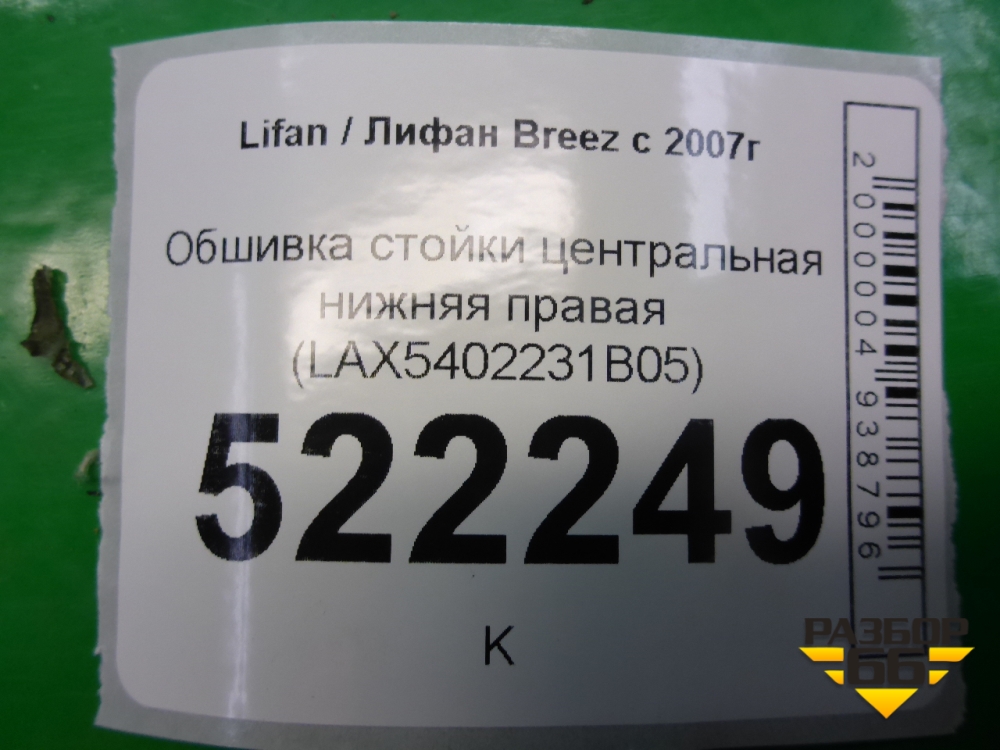 Lifan / Лифан Breez с 2007г
Обшивка стойки центральная
нижняя правая
(LAX5402231B05)
522249
К
2000004938796
РАЗБОР
66